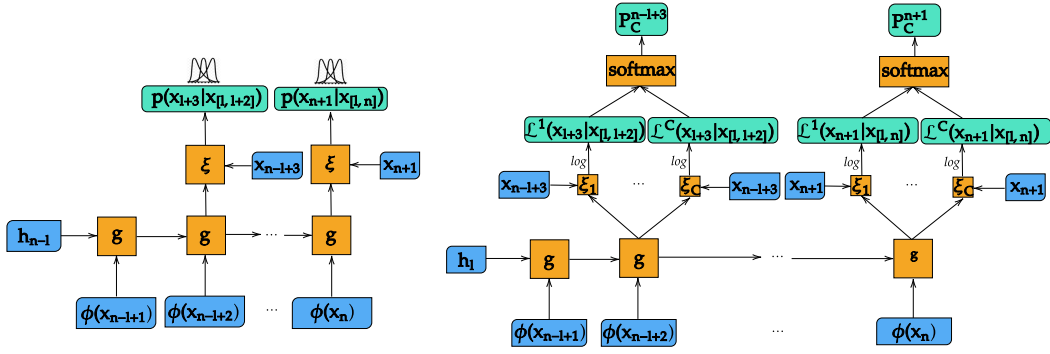 p(x_{l+3}|x_{[l, l+2]})
p(x_{n+1}|x_{[l, n]})
ξ
x_{n-l+3}
ξ
x_{n+1}
h_{n-l}
g
g
...
g
ϕ(x_{n-l+1})
ϕ(x_{n-l+2})
...
ϕ(x_n)
P_C^{n-l+3}
P_C^{n+1}
softmax
softmax
ℒ^1(x_{l+3}|x_{[l, l+2]})
ℒ^C(x_{l+3}|x_{[l, l+2]})
ℒ^1(x_{n+1}|x_{[l, n]})
ℒ^C(x_{n+1}|x_{[l, n]})
log
log
log
log
x_{n-l+3}
ξ_1
...
ξ_C
x_{n-l+3}
x_{n+1}
ξ_1
...
ξ_C
x_{n+1}
h_l
g
g
...
g
ϕ(x_{n-l+1})
ϕ(x_{n-l+2})
...
ϕ(x_n)